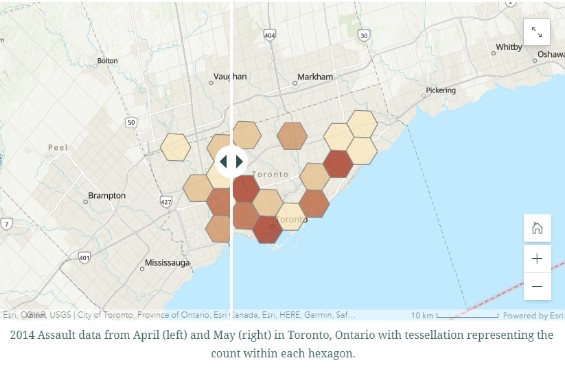 404
30
Whitby
Oshaw
Bolton
Vaughan
Markham
Pickering
50
Peel
Toronto
Brampton
427
7
Toronto
401
Mississauga
+
−
Esri, USGS | City of Toronto, Province of Ontario, Esri Canada, Esri, HERE, Garmin, Saf...
10 km
Powered by Esri
2014 Assault data from April (left) and May (right) in Toronto, Ontario with tessellation representing the
count within each hexagon.